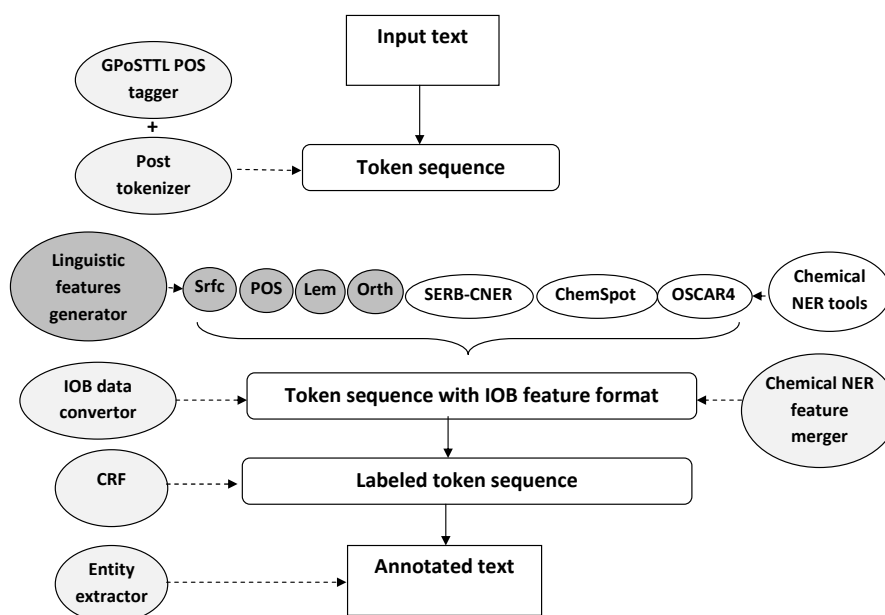 Input text
GPoSTTL POS
tagger
+
Post
tokenizer
Token sequence
Linguistic
features
generator
Srfc
POS
Lem
Orth
SERB-CNER
ChemSpot
OSCAR4
Chemical
NER tools
IOB data
convertor
Token sequence with IOB feature format
Chemical NER
feature
merger
CRF
Labeled token sequence
Entity
extractor
Annotated text